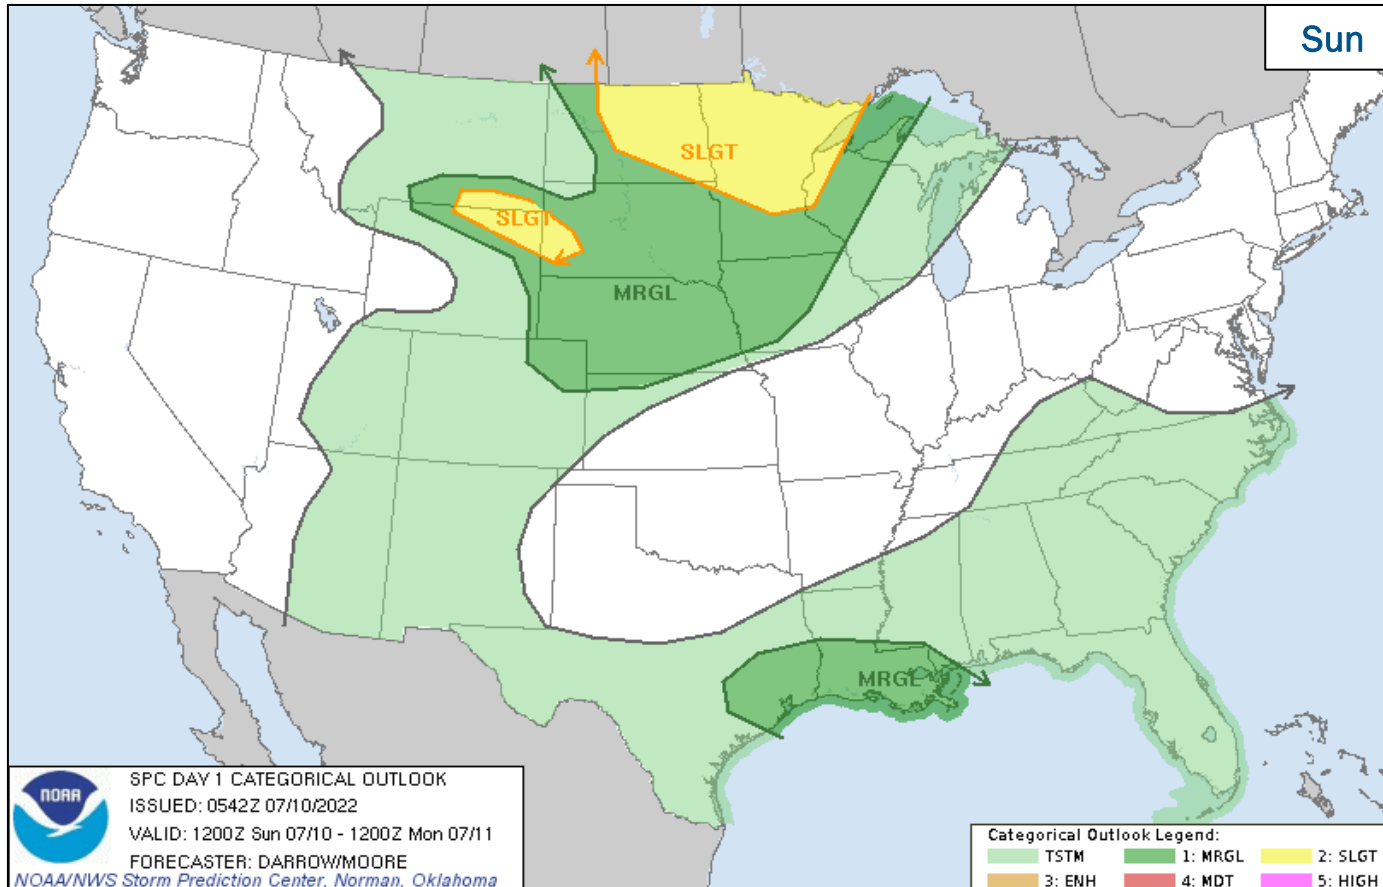 Sun
SLGT
SLGT
MRGL
MRGL
NOAA
SPC DAY 1 CATEGORICAL OUTLOOK
ISSUED: 0542Z 07/10/2022
VALID: 1200Z Sun 07/10 - 1200Z Mon 07/11
FORECASTER: DARROW/MOORE
NOAA/NWS Storm Prediction Center, Norman, Oklahoma
Categorical Outlook Legend:
TSTM 1: MRGL 2: SLGT
3: ENH 4: MDT 5: HIGH